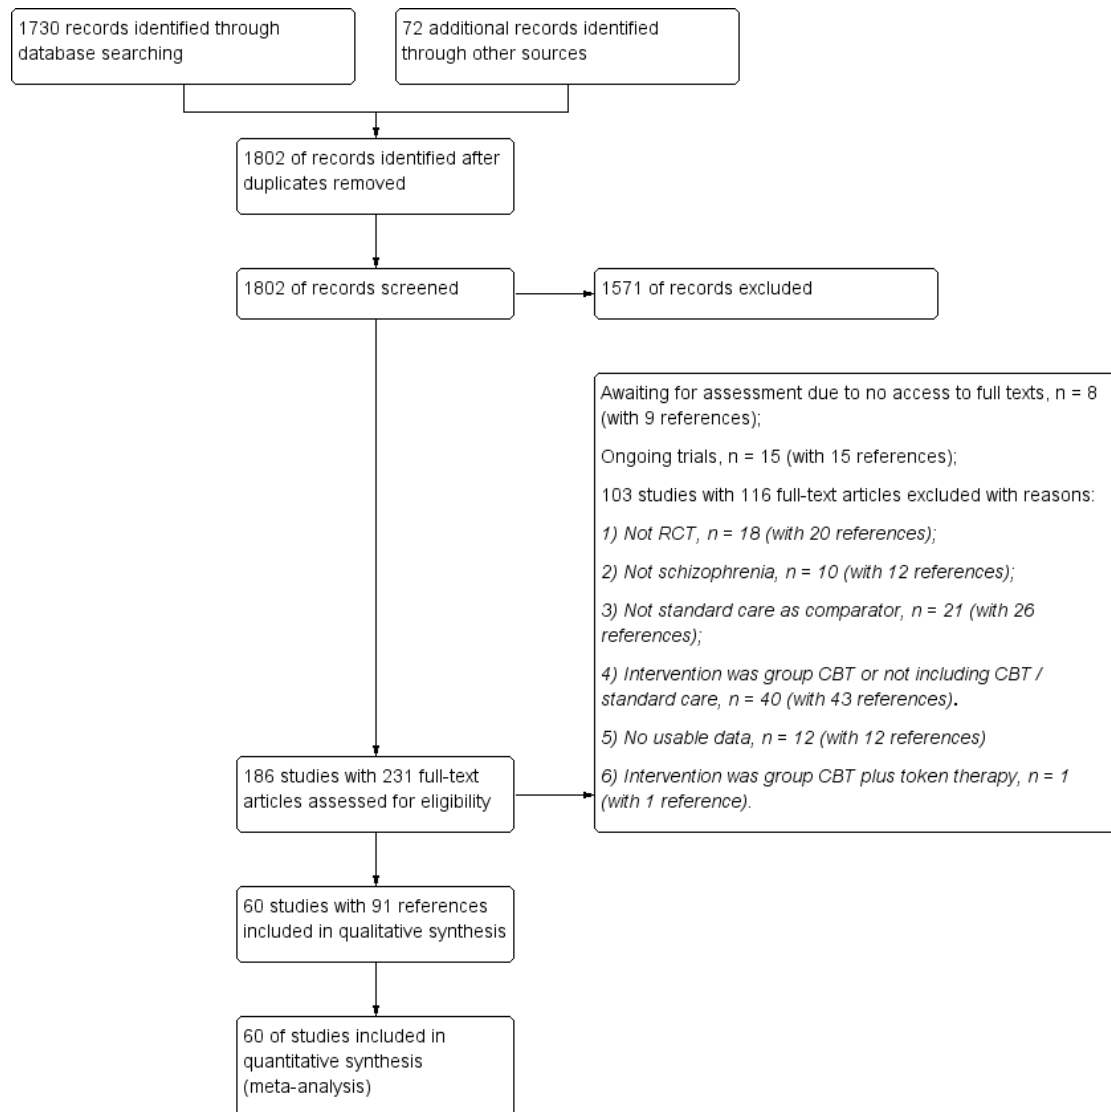 1730 records identified through
database searching
72 additional records identified
through other sources
1802 of records identified after
duplicates removed
1802 of records screened
1571 of records excluded
Awaiting for assessment due to no access to full texts, n = 8
(with 9 references);
Ongoing trials, n = 15 (with 15 references);
103 studies with 116 full-text articles excluded with reasons:
1) Not RCT, n = 18 (with 20 references);
2) Not schizophrenia, n = 10 (with 12 references);
3) Not standard care as comparator, n = 21 (with 26
references);
4) Intervention was group CBT or not including CBT /
standard care, n = 40 (with 43 references).
5) No usable data, n = 12 (with 12 references)
6) Intervention was group CBT plus token therapy, n = 1
(with 1 reference).
186 studies with 231 full-text
articles assessed for eligibility
60 studies with 91 references
included in qualitative synthesis
60 of studies included in
quantitative synthesis
(meta-analysis)